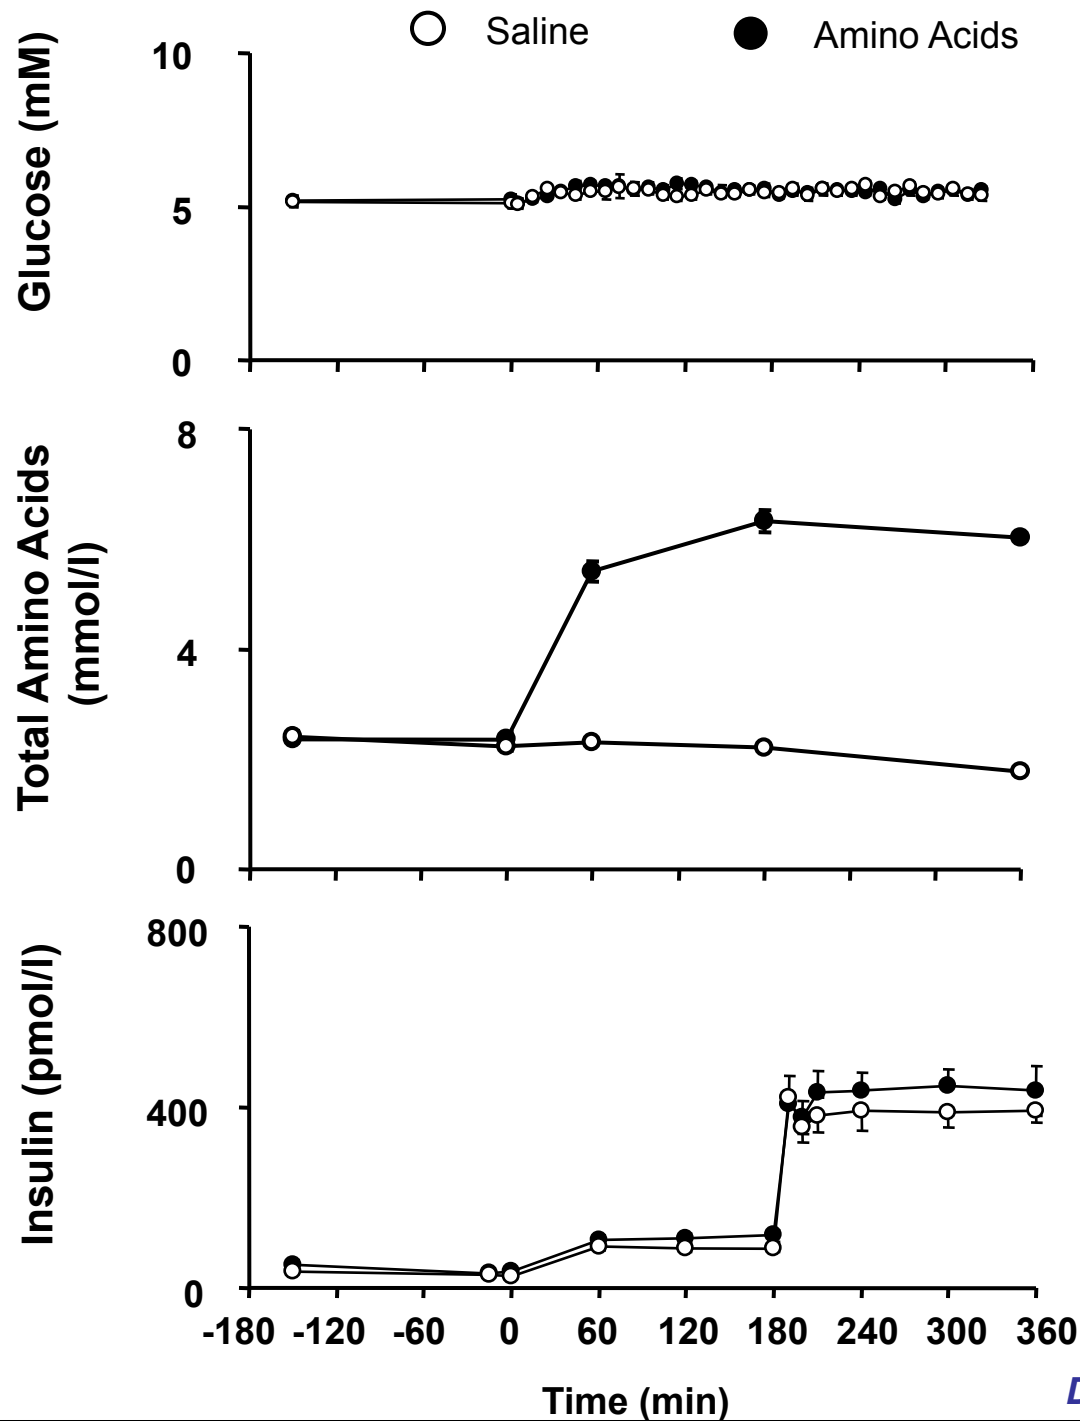 Saline
Amino Acids
Glucose (mM)
10
5
0
Total Amino Acids
(mmol/l)
8
4
0
Insulin (pmol/l)
800
400
0
-180 -120 -60 0 60 120 180 240 300 360
Time (min)